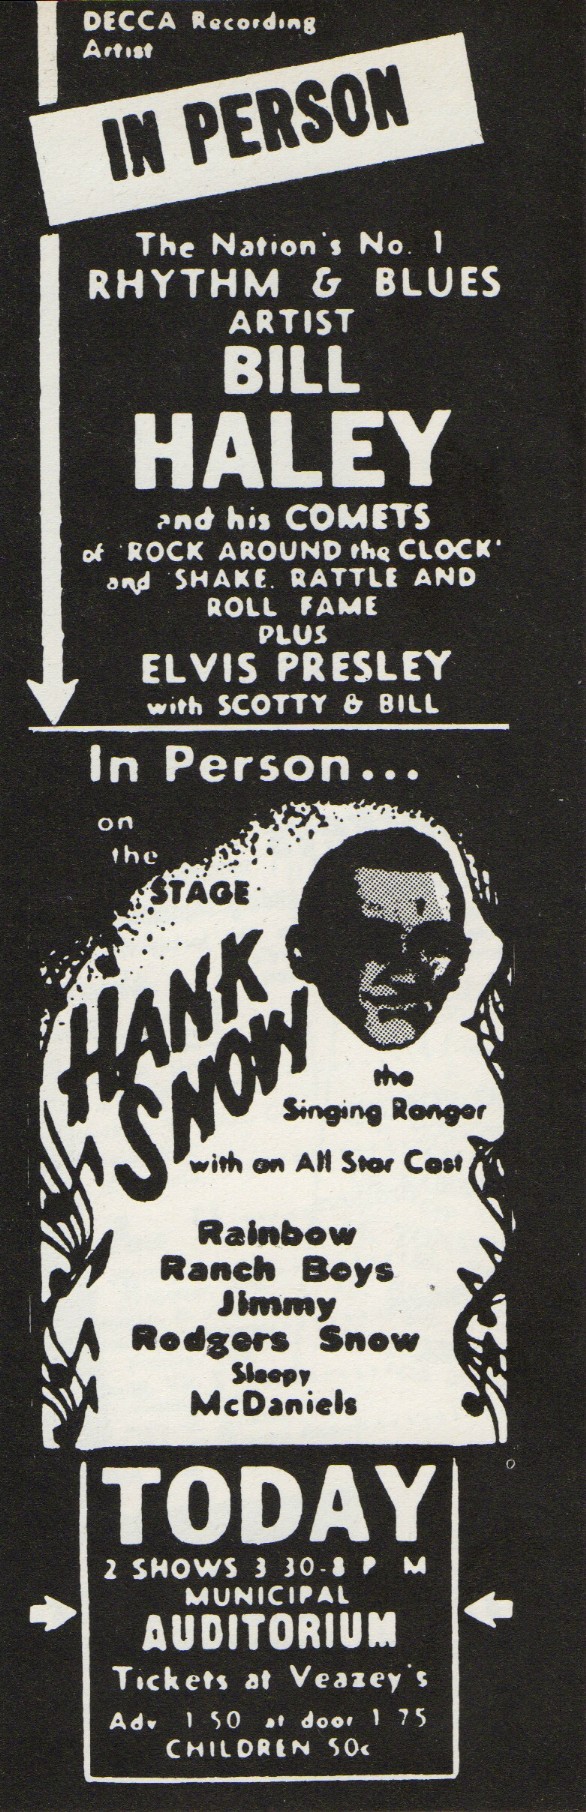 DECCA Recording
Artist
IN PERSON
The Nation's No. 1
RHYTHM & BLUES
ARTIST
BILL
HALEY
and his COMETS
of 'ROCK AROUND the CLOCK'
and 'SHAKE, RATTLE AND
ROLL FAME
PLUS
ELVIS PRESLEY
with SCOTTY & BILL
In Person...
on
the
STAGE
HANK
SNOW
the
Singing Ranger
with an All Star Cast
Rainbow
Ranch Boys
Jimmy
Rodgers Snow
Sleepy
McDaniels
TODAY
2 SHOWS 3 30-8 P M
MUNICIPAL
AUDITORIUM
Tickets at Veazey's
Adv 1 50 at door 1 75
CHILDREN 50c